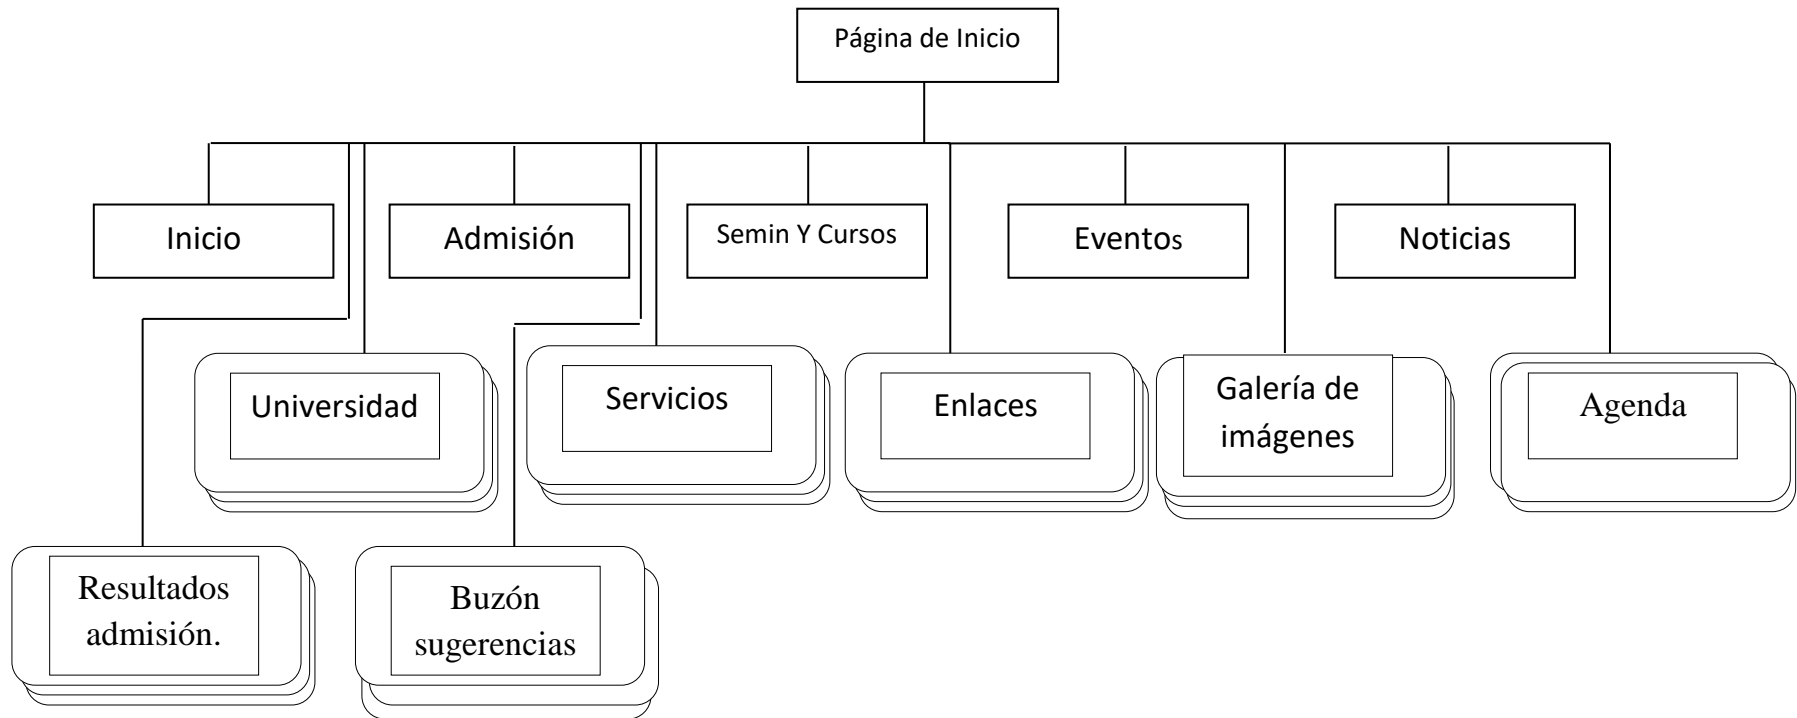 Página de Inicio
Inicio
Admisión
Semin Y Cursos
Eventos
Noticias
Universidad
Servicios
Enlaces
Galería de
imágenes
Agenda
Resultados
admisión.
Buzón
sugerencias